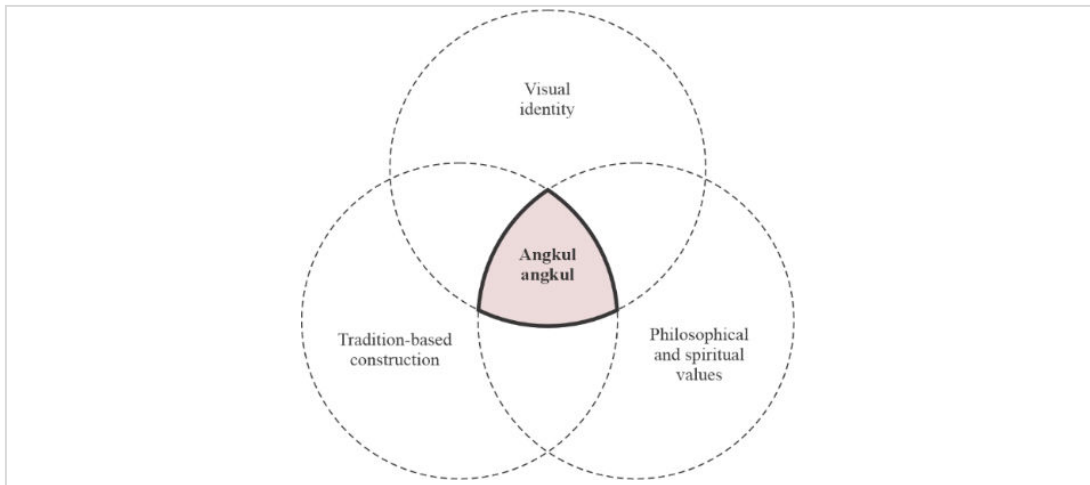 Visual
identity
Angkul
angkul
Tradition-based
construction
Philosophical
and spiritual
values